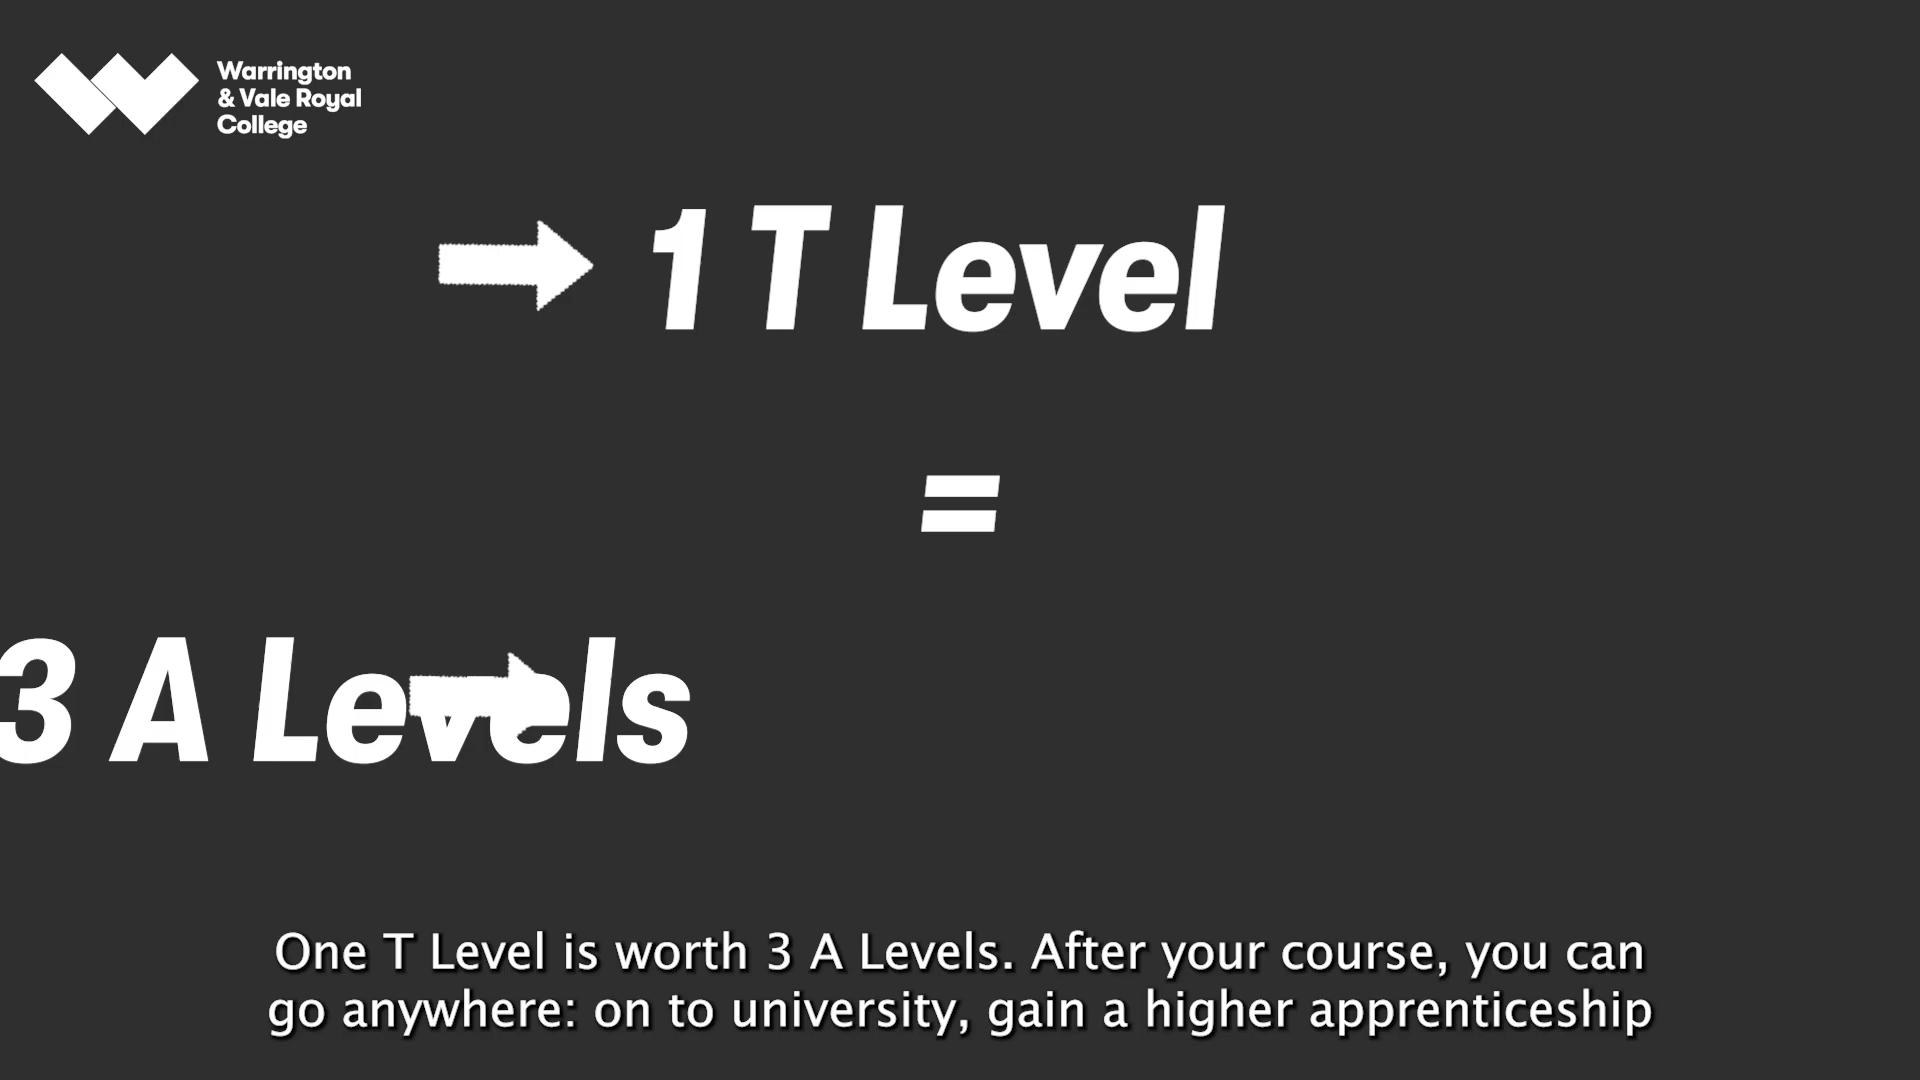 Warrington
& Vale Royal
College
1 T Level
=
3 A Levels
One T Level is worth 3 A Levels. After your course, you can
go anywhere: on to university, gain a higher apprenticeship